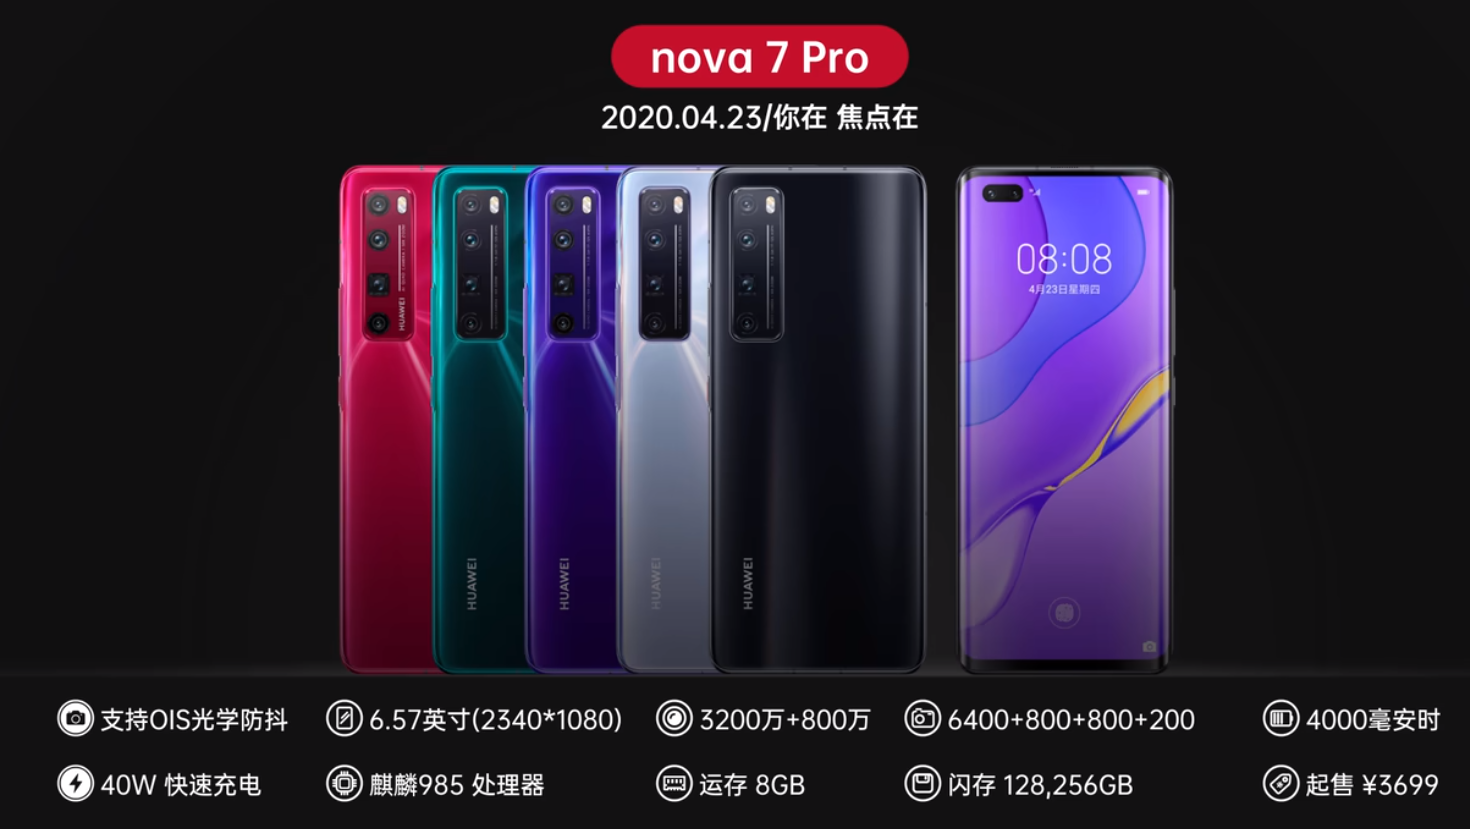 nova 7 Pro
2020.04.23/你在 焦点在
HUAWEI
HUAWEI
HUAWEI
HUAWEI
HUAWEI
08:08
4月23日星期四
支持OIS光学防抖
6.57英寸(2340*1080)
3200万+800万
6400+800+800+200
4000毫安时
40W 快速充电
麒麟985 处理器
运存 8GB
闪存 128,256GB
起售 ¥3699